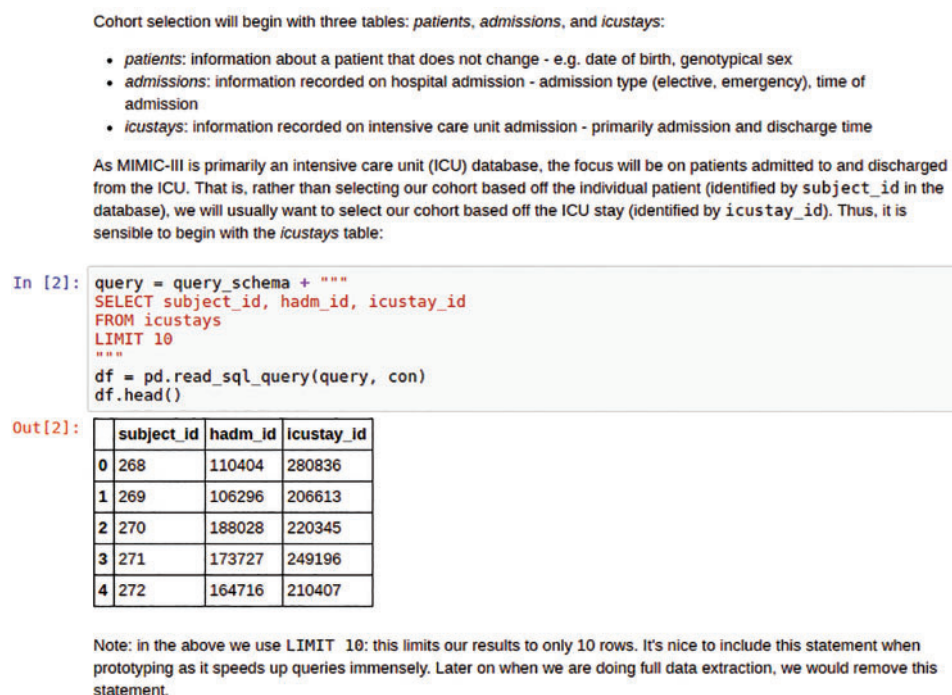 Cohort selection will begin with three tables: patients, admissions, and icustays:
• patients: information about a patient that does not change - e.g. date of birth, genotypical sex
• admissions: information recorded on hospital admission - admission type (elective, emergency), time of
admission
• icustays: information recorded on intensive care unit admission - primarily admission and discharge time
As MIMIC-III is primarily an intensive care unit (ICU) database, the focus will be on patients admitted to and discharged
from the ICU. That is, rather than selecting our cohort based off the individual patient (identified by subject_id in the
database), we will usually want to select our cohort based off the ICU stay (identified by icustay_id). Thus, it is
sensible to begin with the icustays table:
In [2]: query = query_schema + """
SELECT subject_id, hadm_id, icustay_id
FROM icustays
LIMIT 10
"""
df = pd.read_sql_query(query, con)
df.head()
Out[2]:
subject_id hadm_id icustay_id
0 268 110404 280836
1 269 106296 206613
2 270 188028 220345
3 271 173727 249196
4 272 164716 210407
Note: in the above we use LIMIT 10: this limits our results to only 10 rows. It's nice to include this statement when
prototyping as it speeds up queries immensely. Later on when we are doing full data extraction, we would remove this
statement.